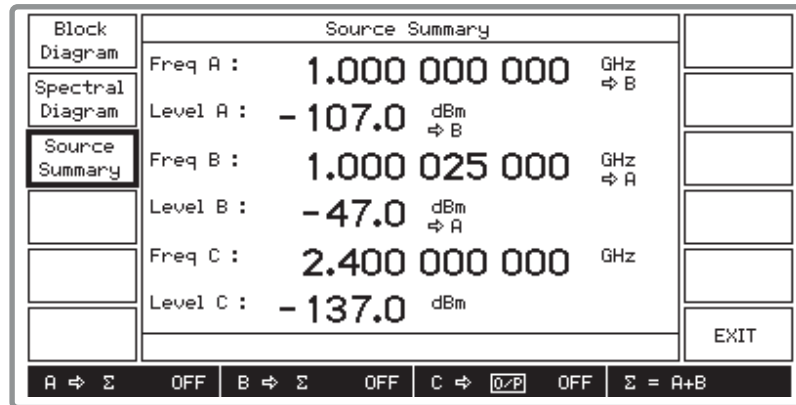 Block
Diagram
Spectral
Diagram
Source
Summary
Source Summary
Freq A : 1.000 000 000 GHz
⇨ B
Level A : -107.0 dBm
⇨ B
Freq B : 1.000 025 000 GHz
⇨ A
Level B : -47.0 dBm
⇨ A
Freq C : 2.400 000 000 GHz
Level C : -137.0 dBm
EXIT
A ⇨ Σ OFF B ⇨ Σ OFF C ⇨ O/P OFF Σ = A+B